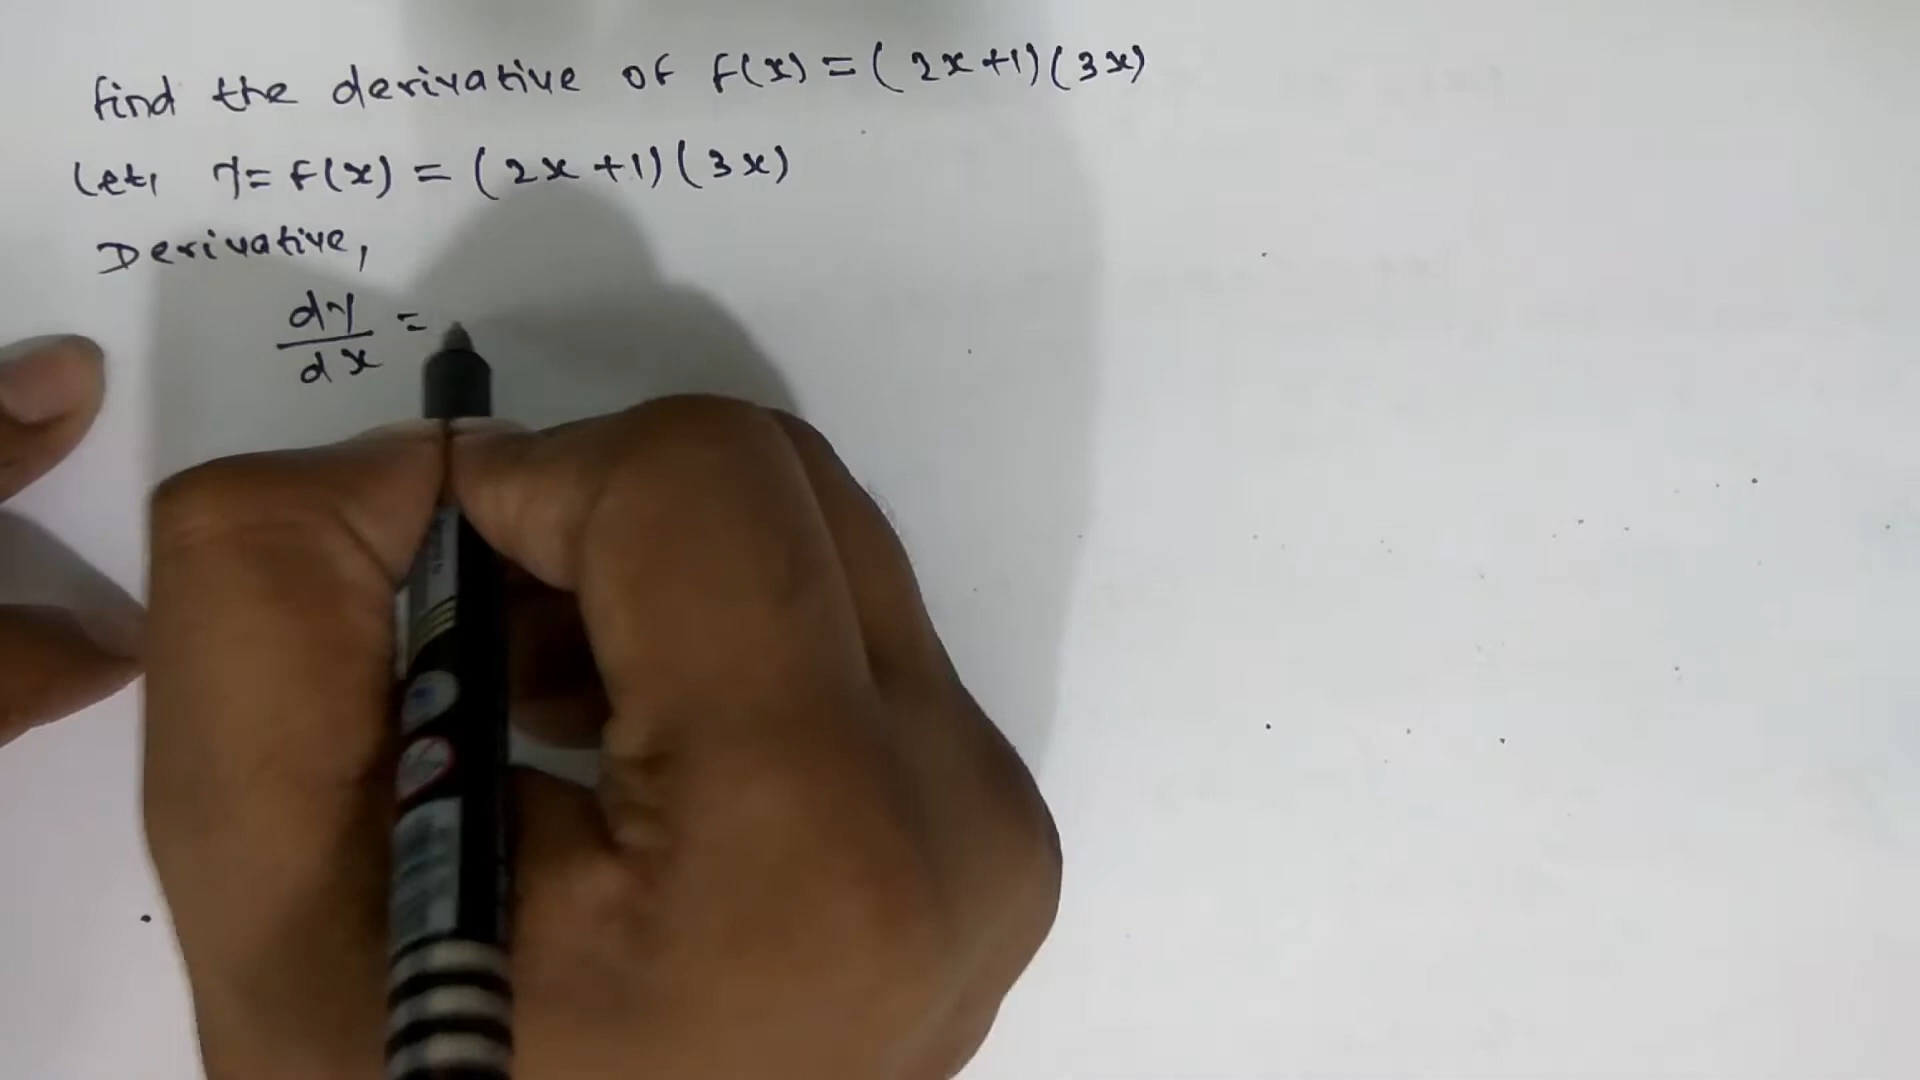 find the derivative of f(x) = (2x+1)(3x)
Let, y = f(x) = (2x+1)(3x)
Derivative,
dy/dx =